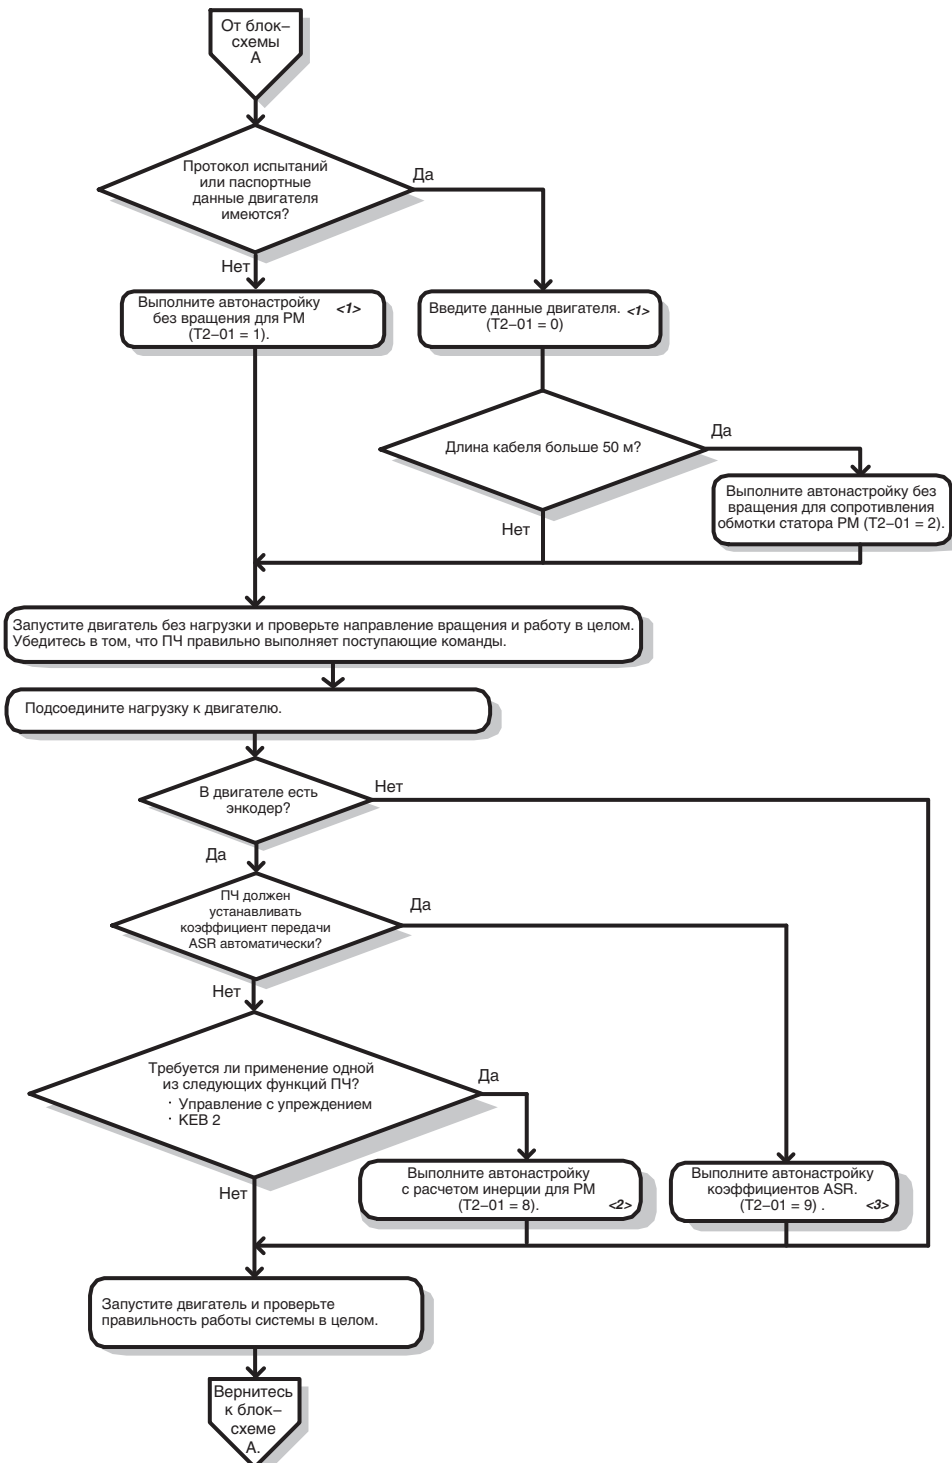 От блок–
схемы
А
Протокол испытаний
или паспортные
данные двигателя
имеются?
Да
Нет
Выполните автонастройку <1>
без вращения для РМ
(T2–01 = 1).
Введите данные двигателя. <1>
(T2–01 = 0)
Длина кабеля больше 50 м?
Да
Нет
Выполните автонастройку без
вращения для сопротивления
обмотки статора РМ (T2–01 = 2).
Запустите двигатель без нагрузки и проверьте направление вращения и работу в целом.
Убедитесь в том, что ПЧ правильно выполняет поступающие команды.
Подсоедините нагрузку к двигателю.
В двигателе есть
энкодер?
Нет
Да
ПЧ должен
устанавливать
коэффициент передачи
ASR автоматически?
Да
Нет
Требуется ли применение одной
из следующих функций ПЧ?
· Управление с упреждением
· КЕВ 2
Да
Нет
Выполните автонастройку
с расчетом инерции для РМ
(T2–01 = 8). <2>
Выполните автонастройку
коэффициентов ASR.
(T2–01 = 9) . <3>
Запустите двигатель и проверьте
правильность работы системы в целом.
Вернитесь
к блок–
схеме
А.